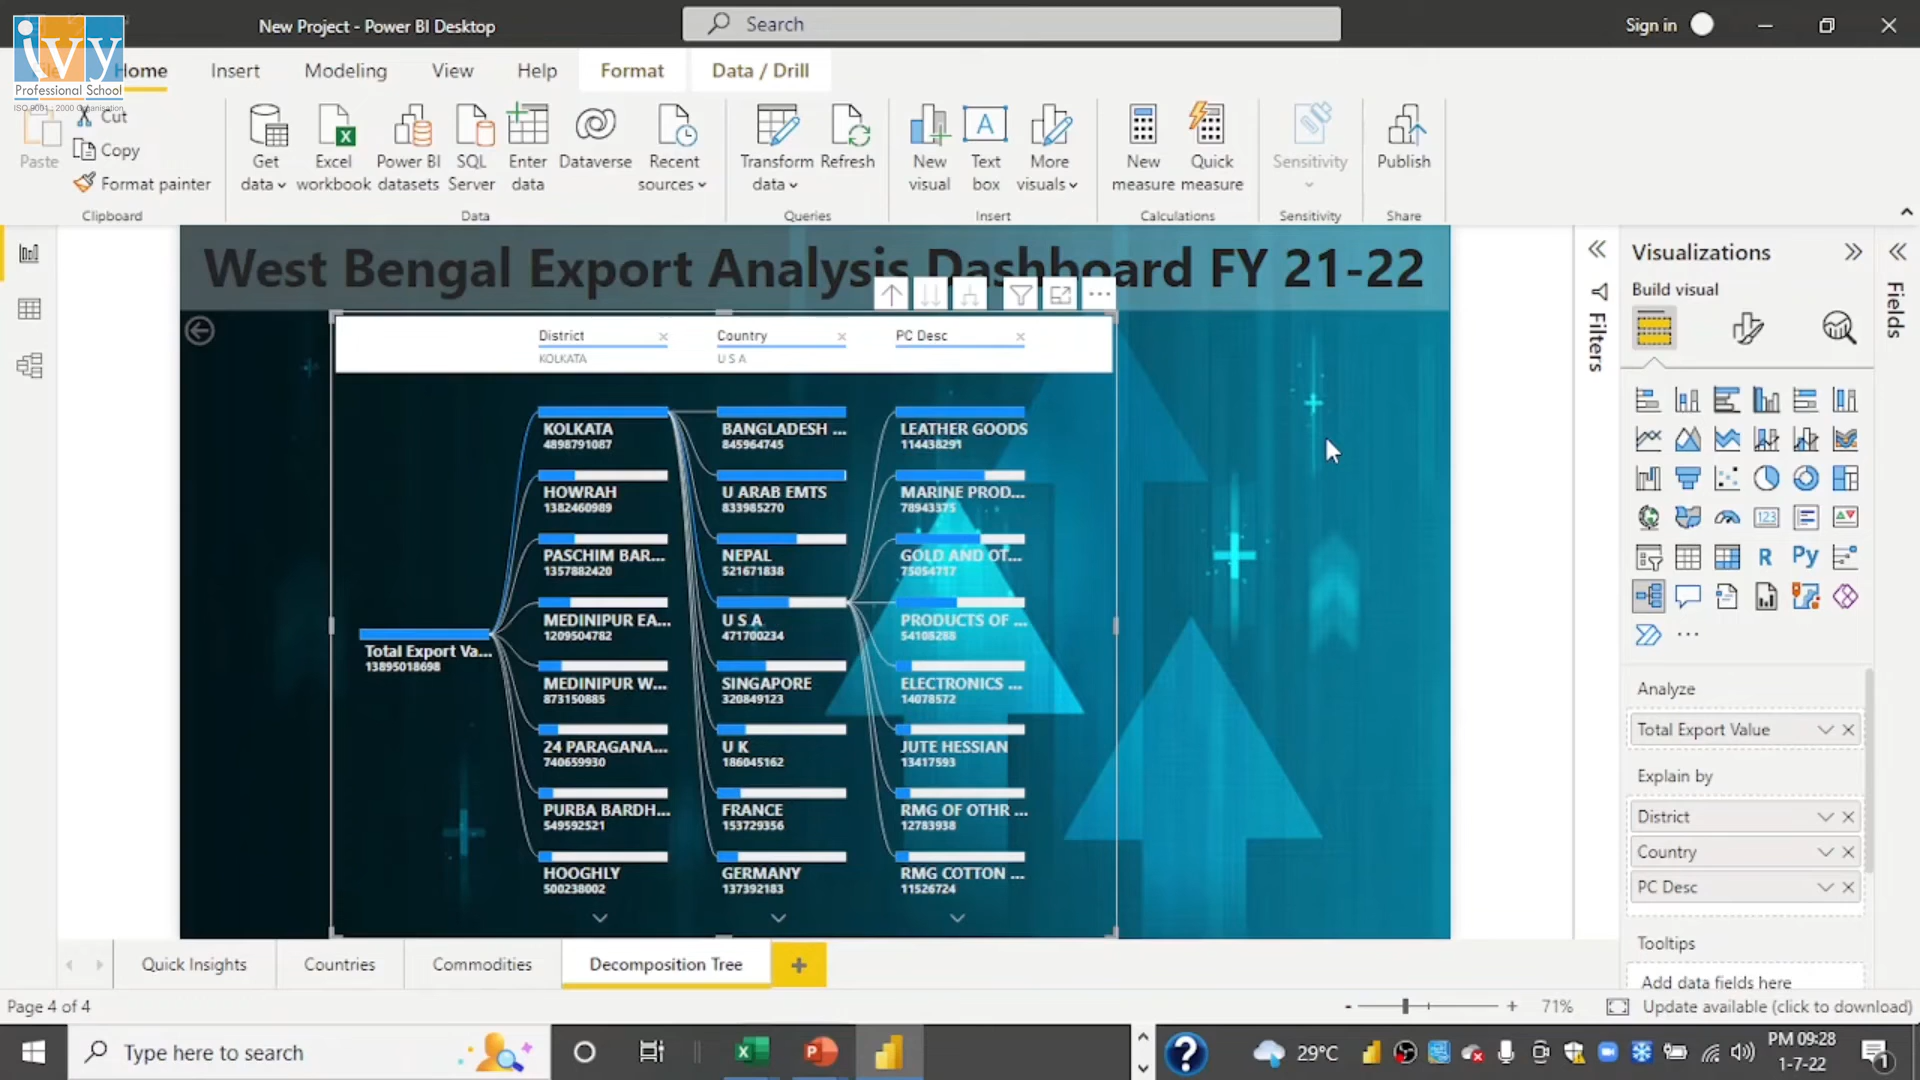 New Project - Power BI Desktop
Search
Sign in
ivy
Professional School
ISO 9001 : 2000 Organisation
Home
Insert
Modeling
View
Help
Format
Data / Drill
Paste
Cut
Copy
Format painter
Clipboard
Get data
Excel workbook
Power BI datasets
SQL Server
Enter data
Dataverse
Recent sources
Data
Transform data
Refresh
Queries
New visual
Text box
More visuals
Insert
New measure
Quick measure
Calculations
Sensitivity
Sensitivity
Publish
Share
West Bengal Export Analysis Dashboard FY 21-22
District
KOLKATA
Country
U S A
PC Desc
Total Export Va...
13895018698
KOLKATA
4898791087
HOWRAH
1382460989
PASCHIM BAR...
1357882420
MEDINIPUR EA...
1209504782
MEDINIPUR W...
873150885
24 PARAGANA...
740659930
PURBA BARDH...
549592521
HOOGHLY
500238002
BANGLADESH ...
845964745
U ARAB EMTS
833985270
NEPAL
521671838
U S A
471700234
SINGAPORE
320849123
U K
186045162
FRANCE
153729356
GERMANY
137392183
LEATHER GOODS
114438291
MARINE PROD...
78943375
GOLD AND OT...
75054717
PRODUCTS OF ...
54108288
ELECTRONICS ...
14078572
JUTE HESSIAN
13417593
RMG OF OTHR ...
12783938
RMG COTTON ...
11526724
Filters
Visualizations
Build visual
123
R
Py
Analyze
Total Export Value
Explain by
District
Country
PC Desc
Tooltips
Add data fields here
Fields
Quick Insights
Countries
Commodities
Decomposition Tree
Page 4 of 4
71%
Update available (click to download)
Type here to search
29°C
PM 09:28
1-7-22
1